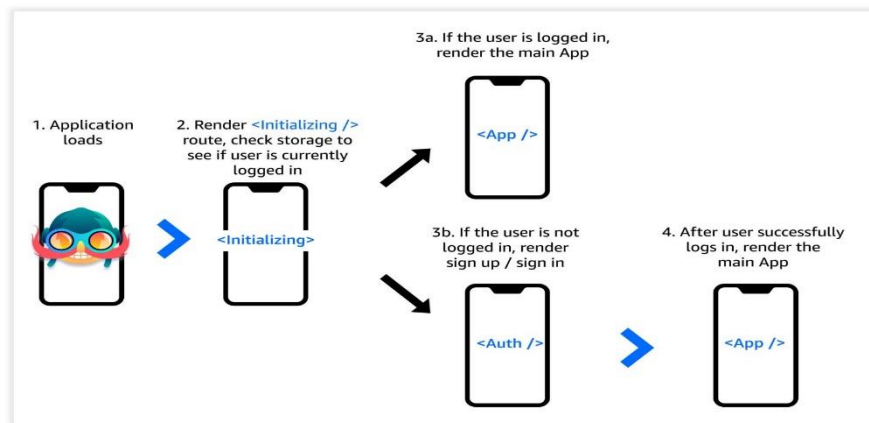 1. Application
loads
2. Render <Initializing />
route, check storage to
see if user is currently
logged in
<Initializing>
3a. If the user is logged in,
render the main App
<App />
3b. If the user is not
logged in, render
sign up / sign in
<Auth />
4. After user successfully
logs in, render the
main App
<App />